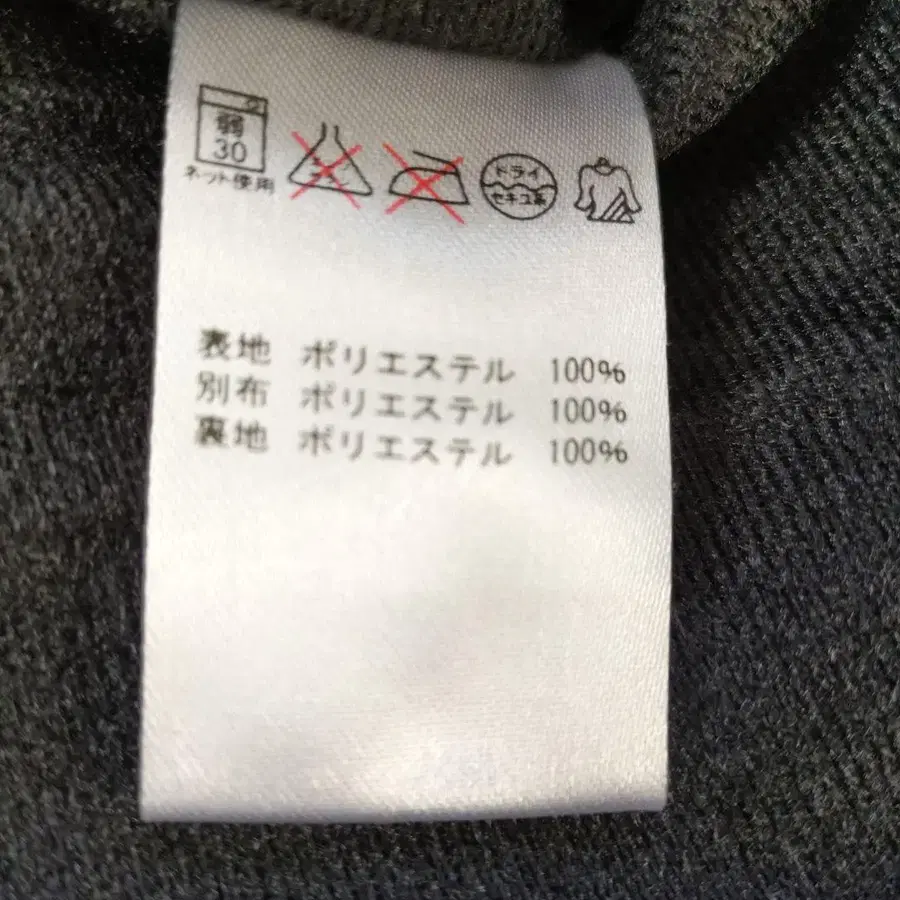 弱
30
ネット使用
ドライ
セキユ系
表地 ポリエステル 100%
別布 ポリエステル 100%
裏地 ポリエステル 100%